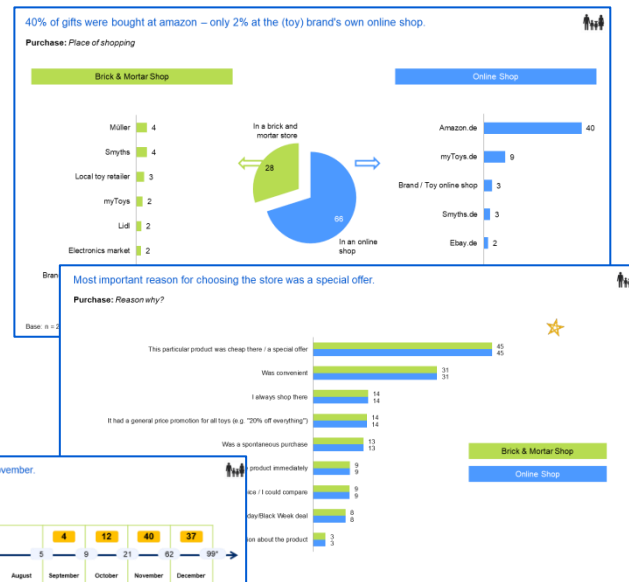 40% of gifts were bought at amazon – only 2% at the (toy) brand's own online shop.
Purchase: Place of shopping
Brick & Mortar Shop
Online Shop
Müller 4
Smyths 4
Local toy retailer 3
myToys 2
Lidl 2
Electronics market 2
Bran
Base: n = 2
In a brick and
mortar store
28
66
In an online
shop
Amazon.de 40
myToys.de 9
Brand / Toy online shop 3
Smyths.de 3
Ebay.de 2
Most important reason for choosing the store was a special offer.
Purchase: Reason why?
This particular product was cheap there / a special offer 45
45
Was convenient 31
31
I always shop there 14
14
It had a general price promotion for all toys (e.g. "20% off everything") 14
14
Was a spontaneous purchase 13
13
product immediately 9
9
ice / I could compare 9
9
day/Black Week deal 8
8
ion about the product 3
3
Brick & Mortar Shop
Online Shop
vember.
4 12 40 37
5 9 21 62 99*
August September October November December